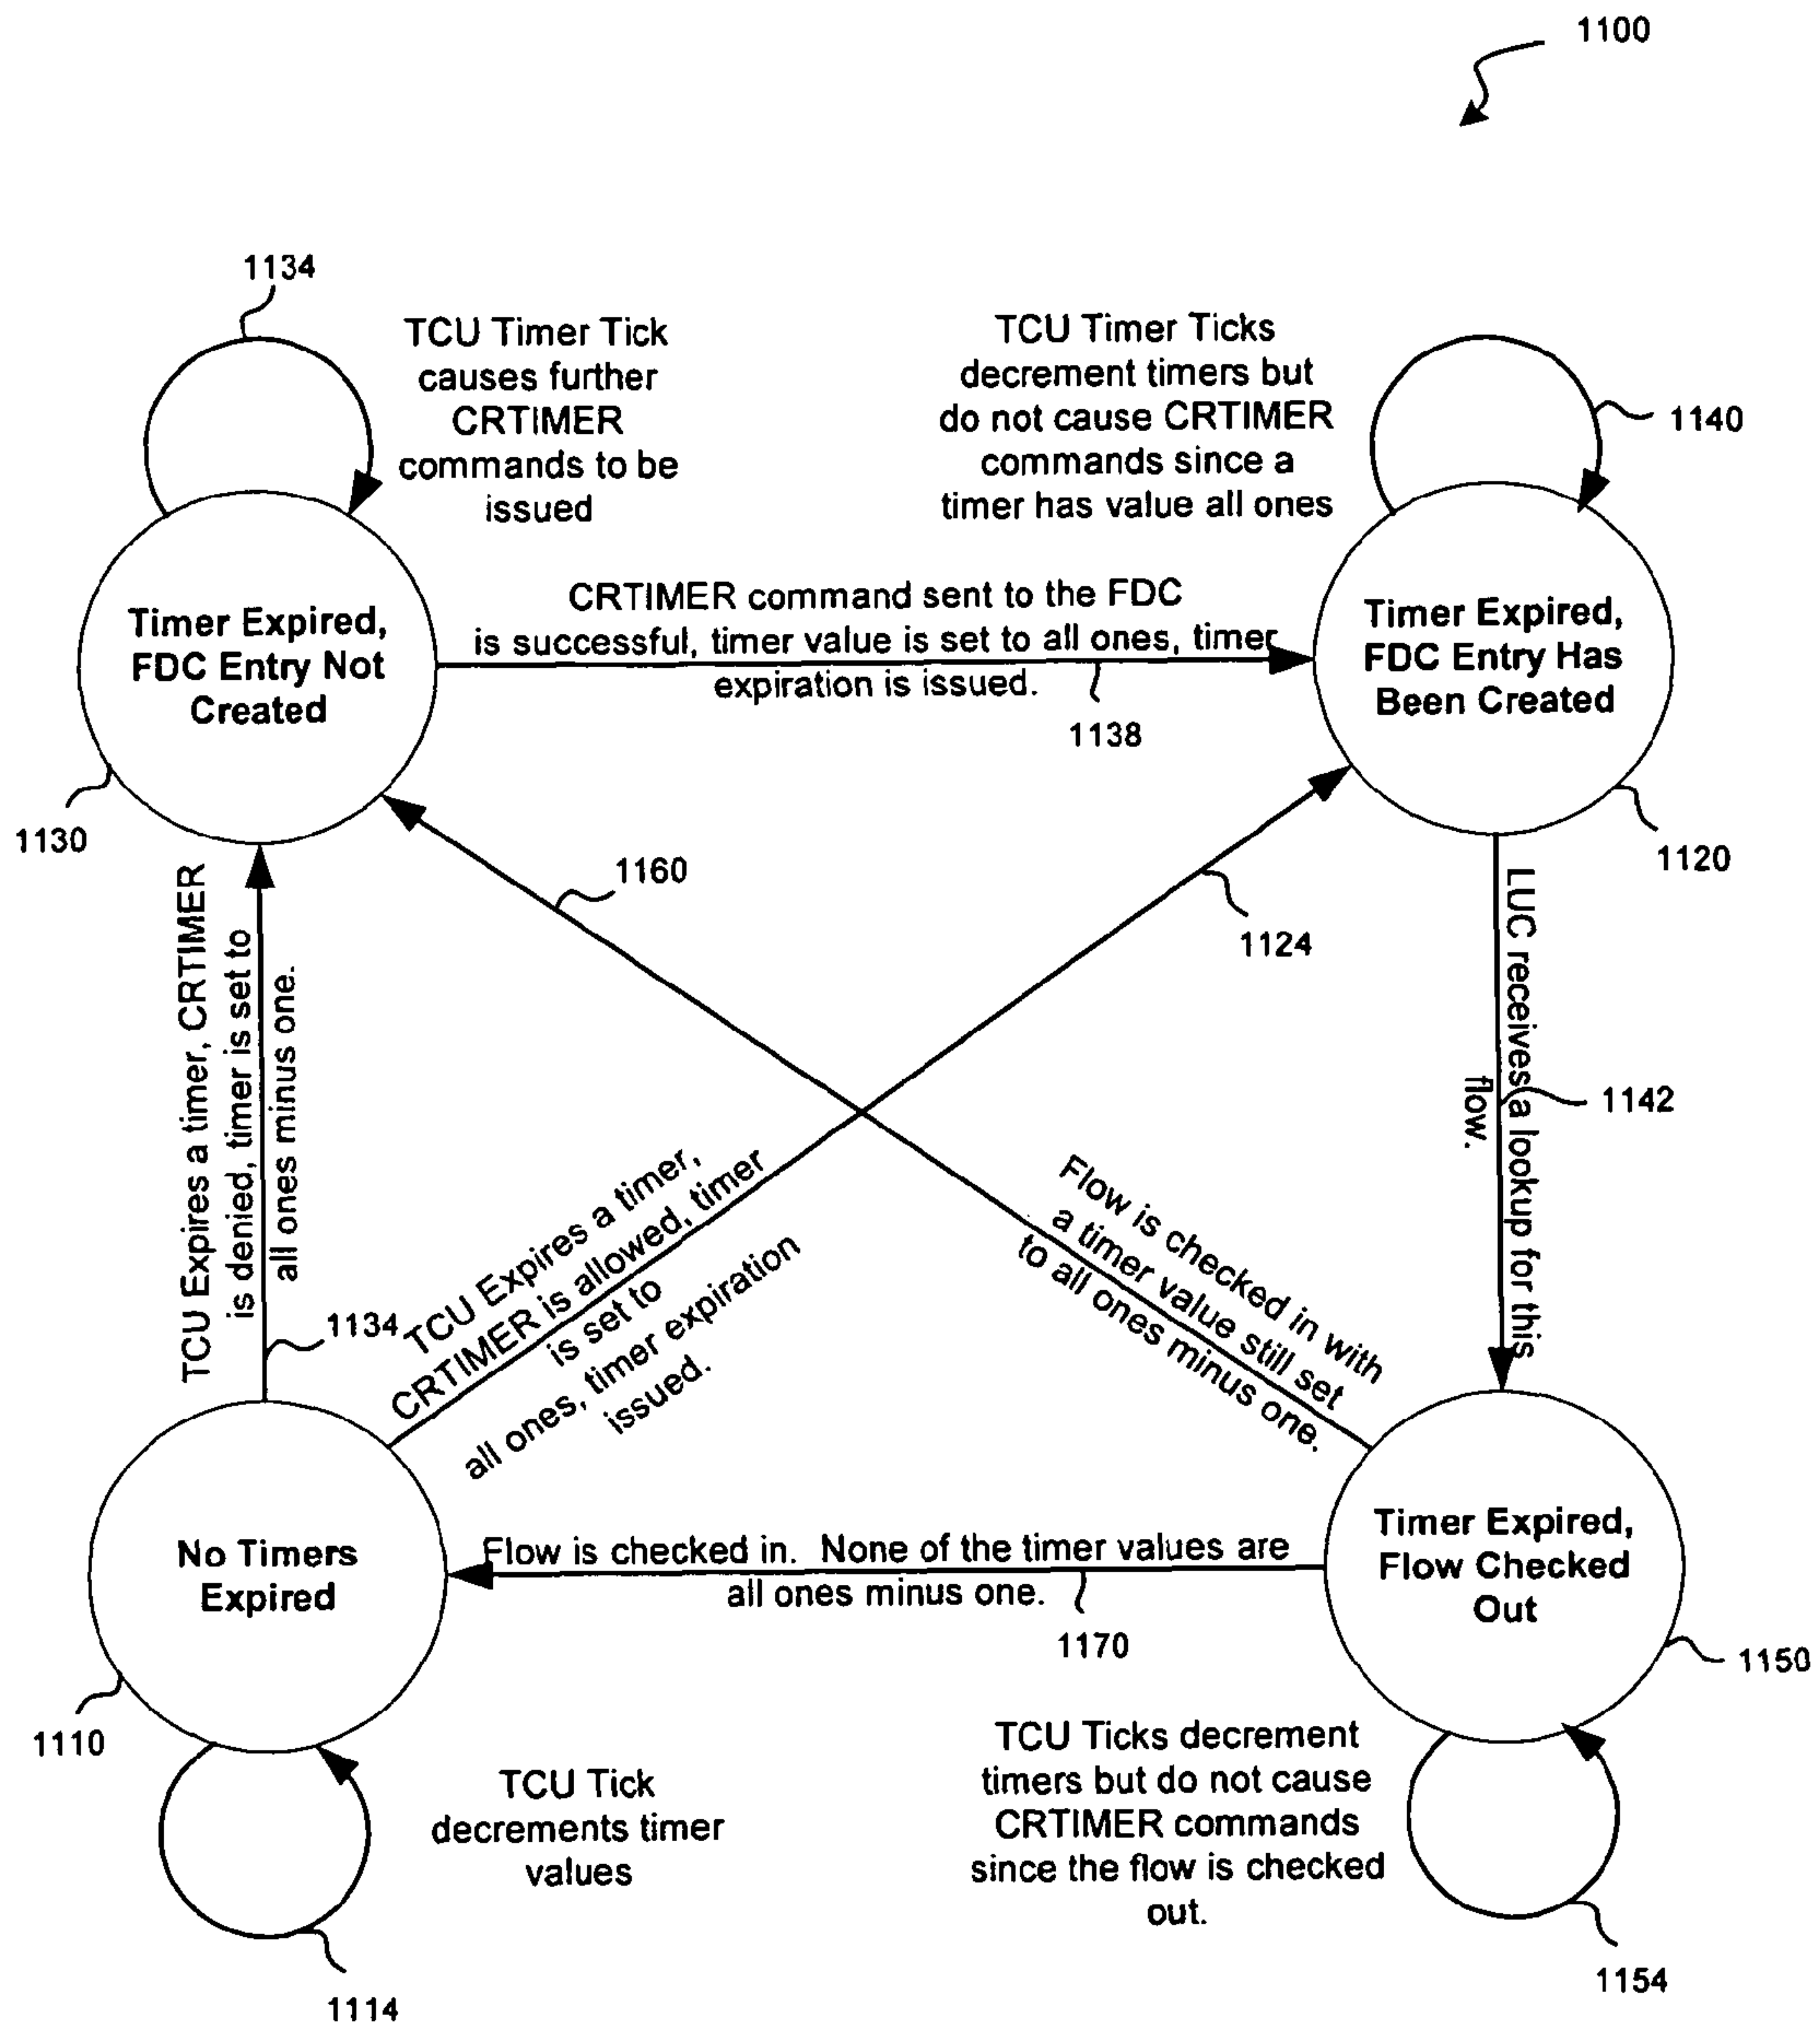 1100
1134
TCU Timer Tick
causes further
CRTIMER
commands to be
issued
TCU Timer Ticks
decrement timers but
do not cause CRTIMER
commands since a
timer has value all ones
1140
Timer Expired,
FDC Entry Not
Created
CRTIMER command sent to the FDC
is successful, timer value is set to all ones, timer
expiration is issued.
1138
Timer Expired,
FDC Entry Has
Been Created
1130
1120
1160
1124
TCU Expires a timer, CRTIMER
is denied, timer is set to
all ones minus one.
1134
TCU Expires a timer,
CRTIMER is allowed, timer
is set to
all ones, timer expiration
issued.
Flow is checked in with
a timer value still set
to all ones minus one.
LUC receives a lookup for this
flow.
1142
No Timers
Expired
Flow is checked in. None of the timer values are
all ones minus one.
1170
Timer Expired,
Flow Checked
Out
1110
1150
TCU Tick
decrements timer
values
1114
TCU Ticks decrement
timers but do not cause
CRTIMER commands
since the flow is checked
out.
1154